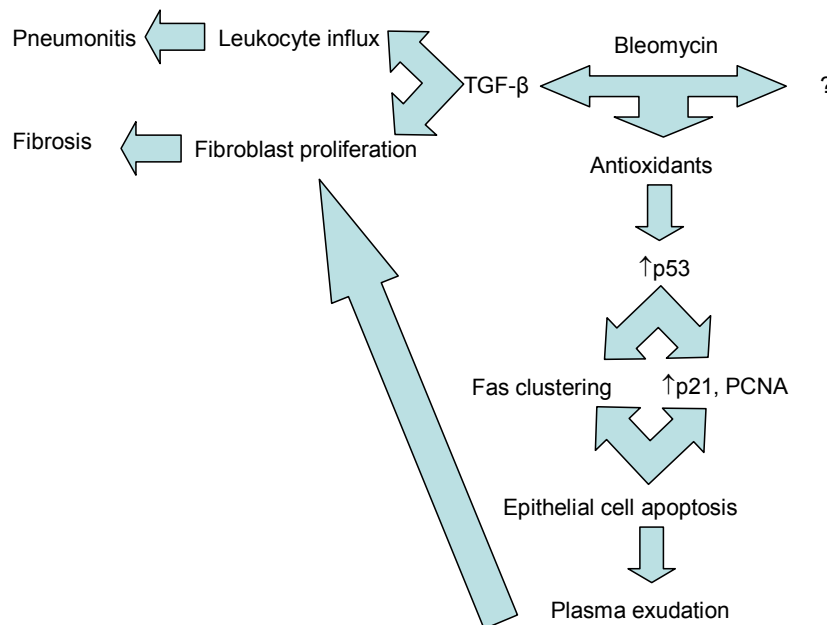 Pneumonitis
Leukocyte influx
TGF-β
Bleomycin
?
Fibrosis
Fibroblast proliferation
Antioxidants
↑p53
Fas clustering
↑p21, PCNA
Epithelial cell apoptosis
Plasma exudation